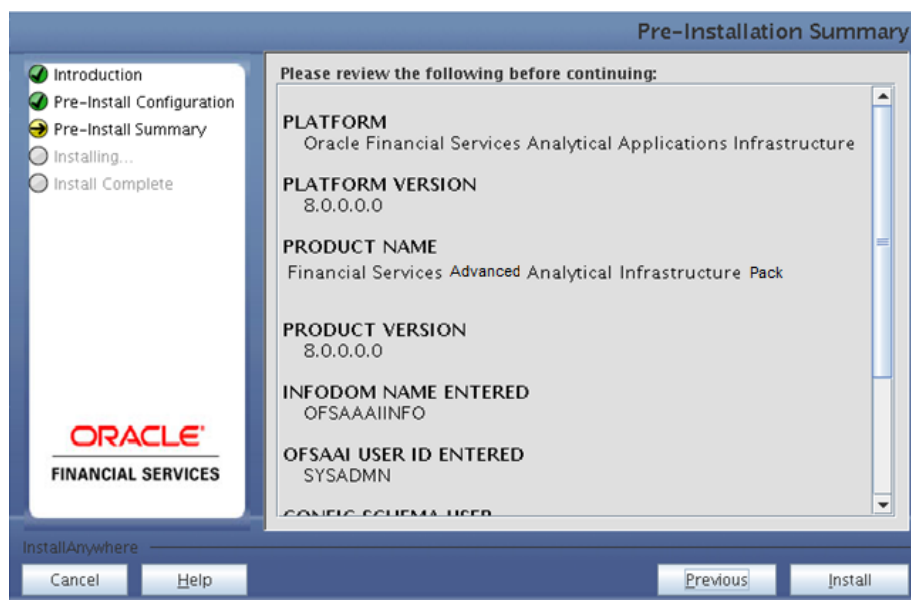 Pre-Installation Summary
Introduction
Pre-Install Configuration
Pre-Install Summary
Installing...
Install Complete
ORACLE®
FINANCIAL SERVICES
Please review the following before continuing:
PLATFORM
Oracle Financial Services Analytical Applications Infrastructure
PLATFORM VERSION
8.0.0.0.0
PRODUCT NAME
Financial Services Advanced Analytical Infrastructure Pack
PRODUCT VERSION
8.0.0.0.0
INFODOM NAME ENTERED
OFSAAAIINFO
OFSAAI USER ID ENTERED
SYSADMN
CONFIG SCHEMA USER
InstallAnywhere
Cancel
Help
Previous
Install